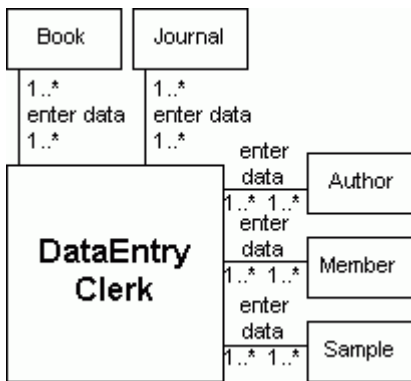 Book
Journal
1..*
enter data
1..*
1..*
enter data
1..*
DataEntry
Clerk
enter
data
1..* 1..*
Author
enter
data
1..* 1..*
Member
enter
data
1..* 1..*
Sample